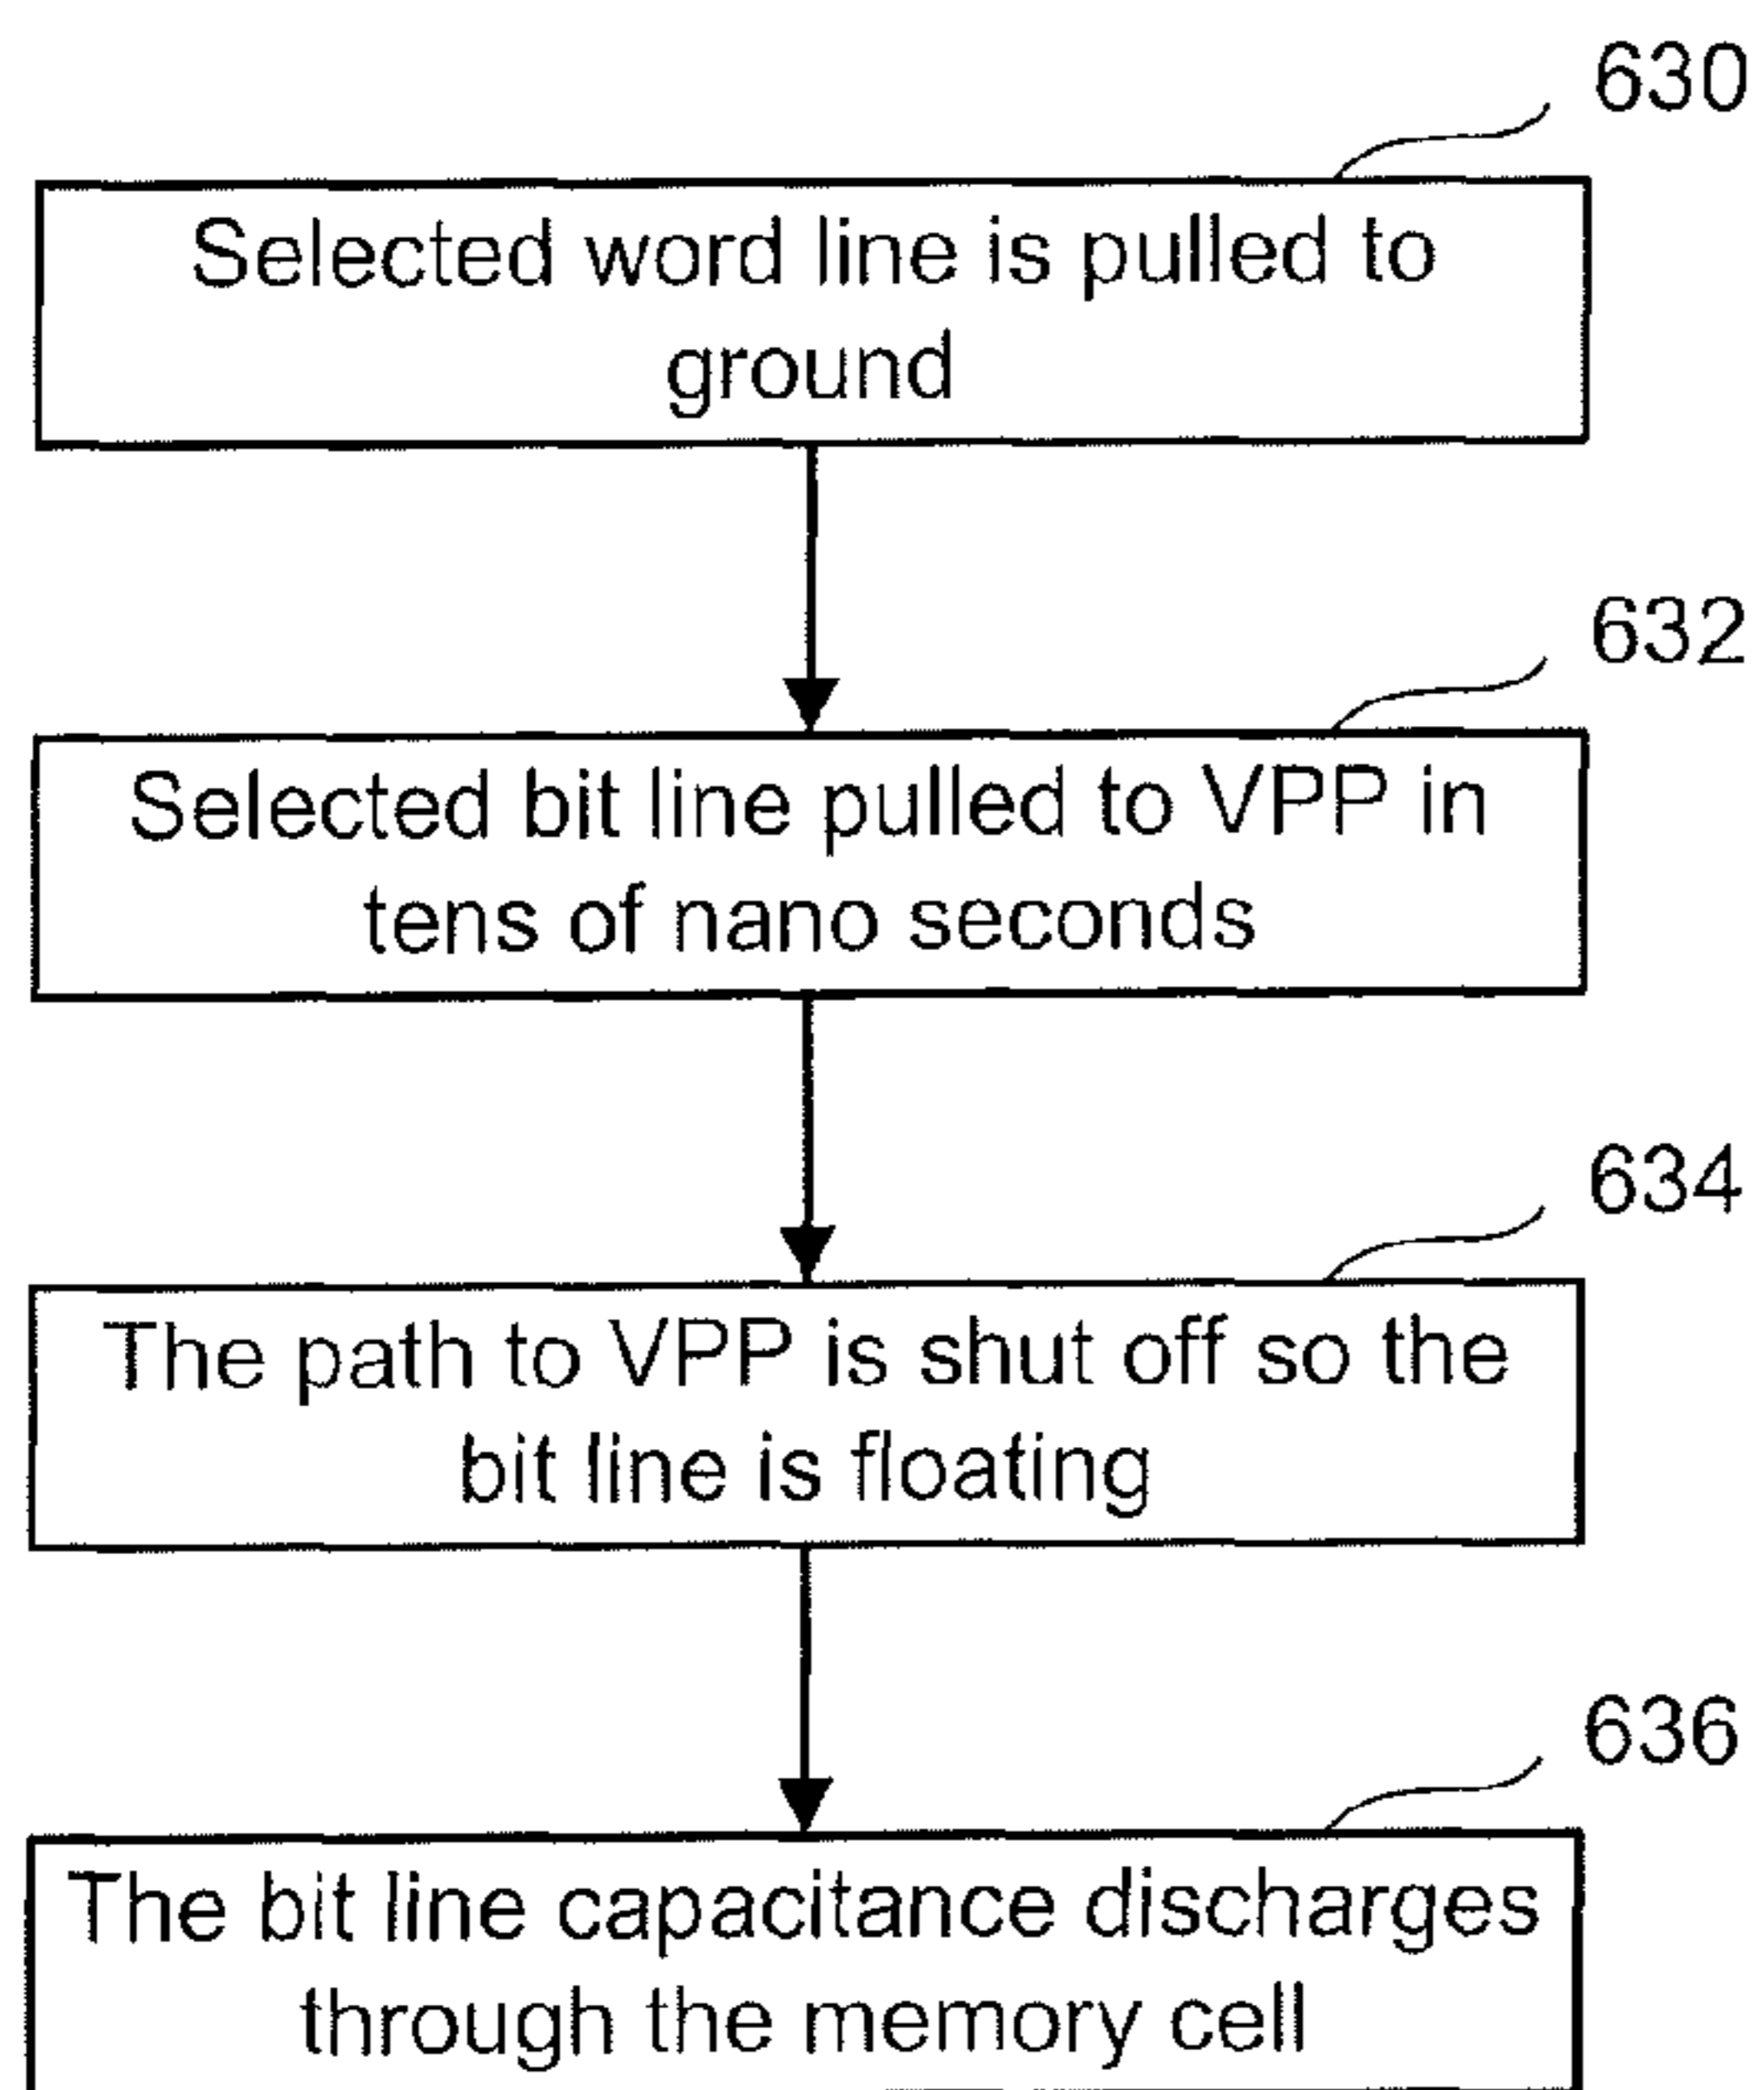 630
Selected word line is pulled to
ground
632
Selected bit line pulled to VPP in
tens of nano seconds
634
The path to VPP is shut off so the
bit line is floating
636
The bit line capacitance discharges
through the memory cell